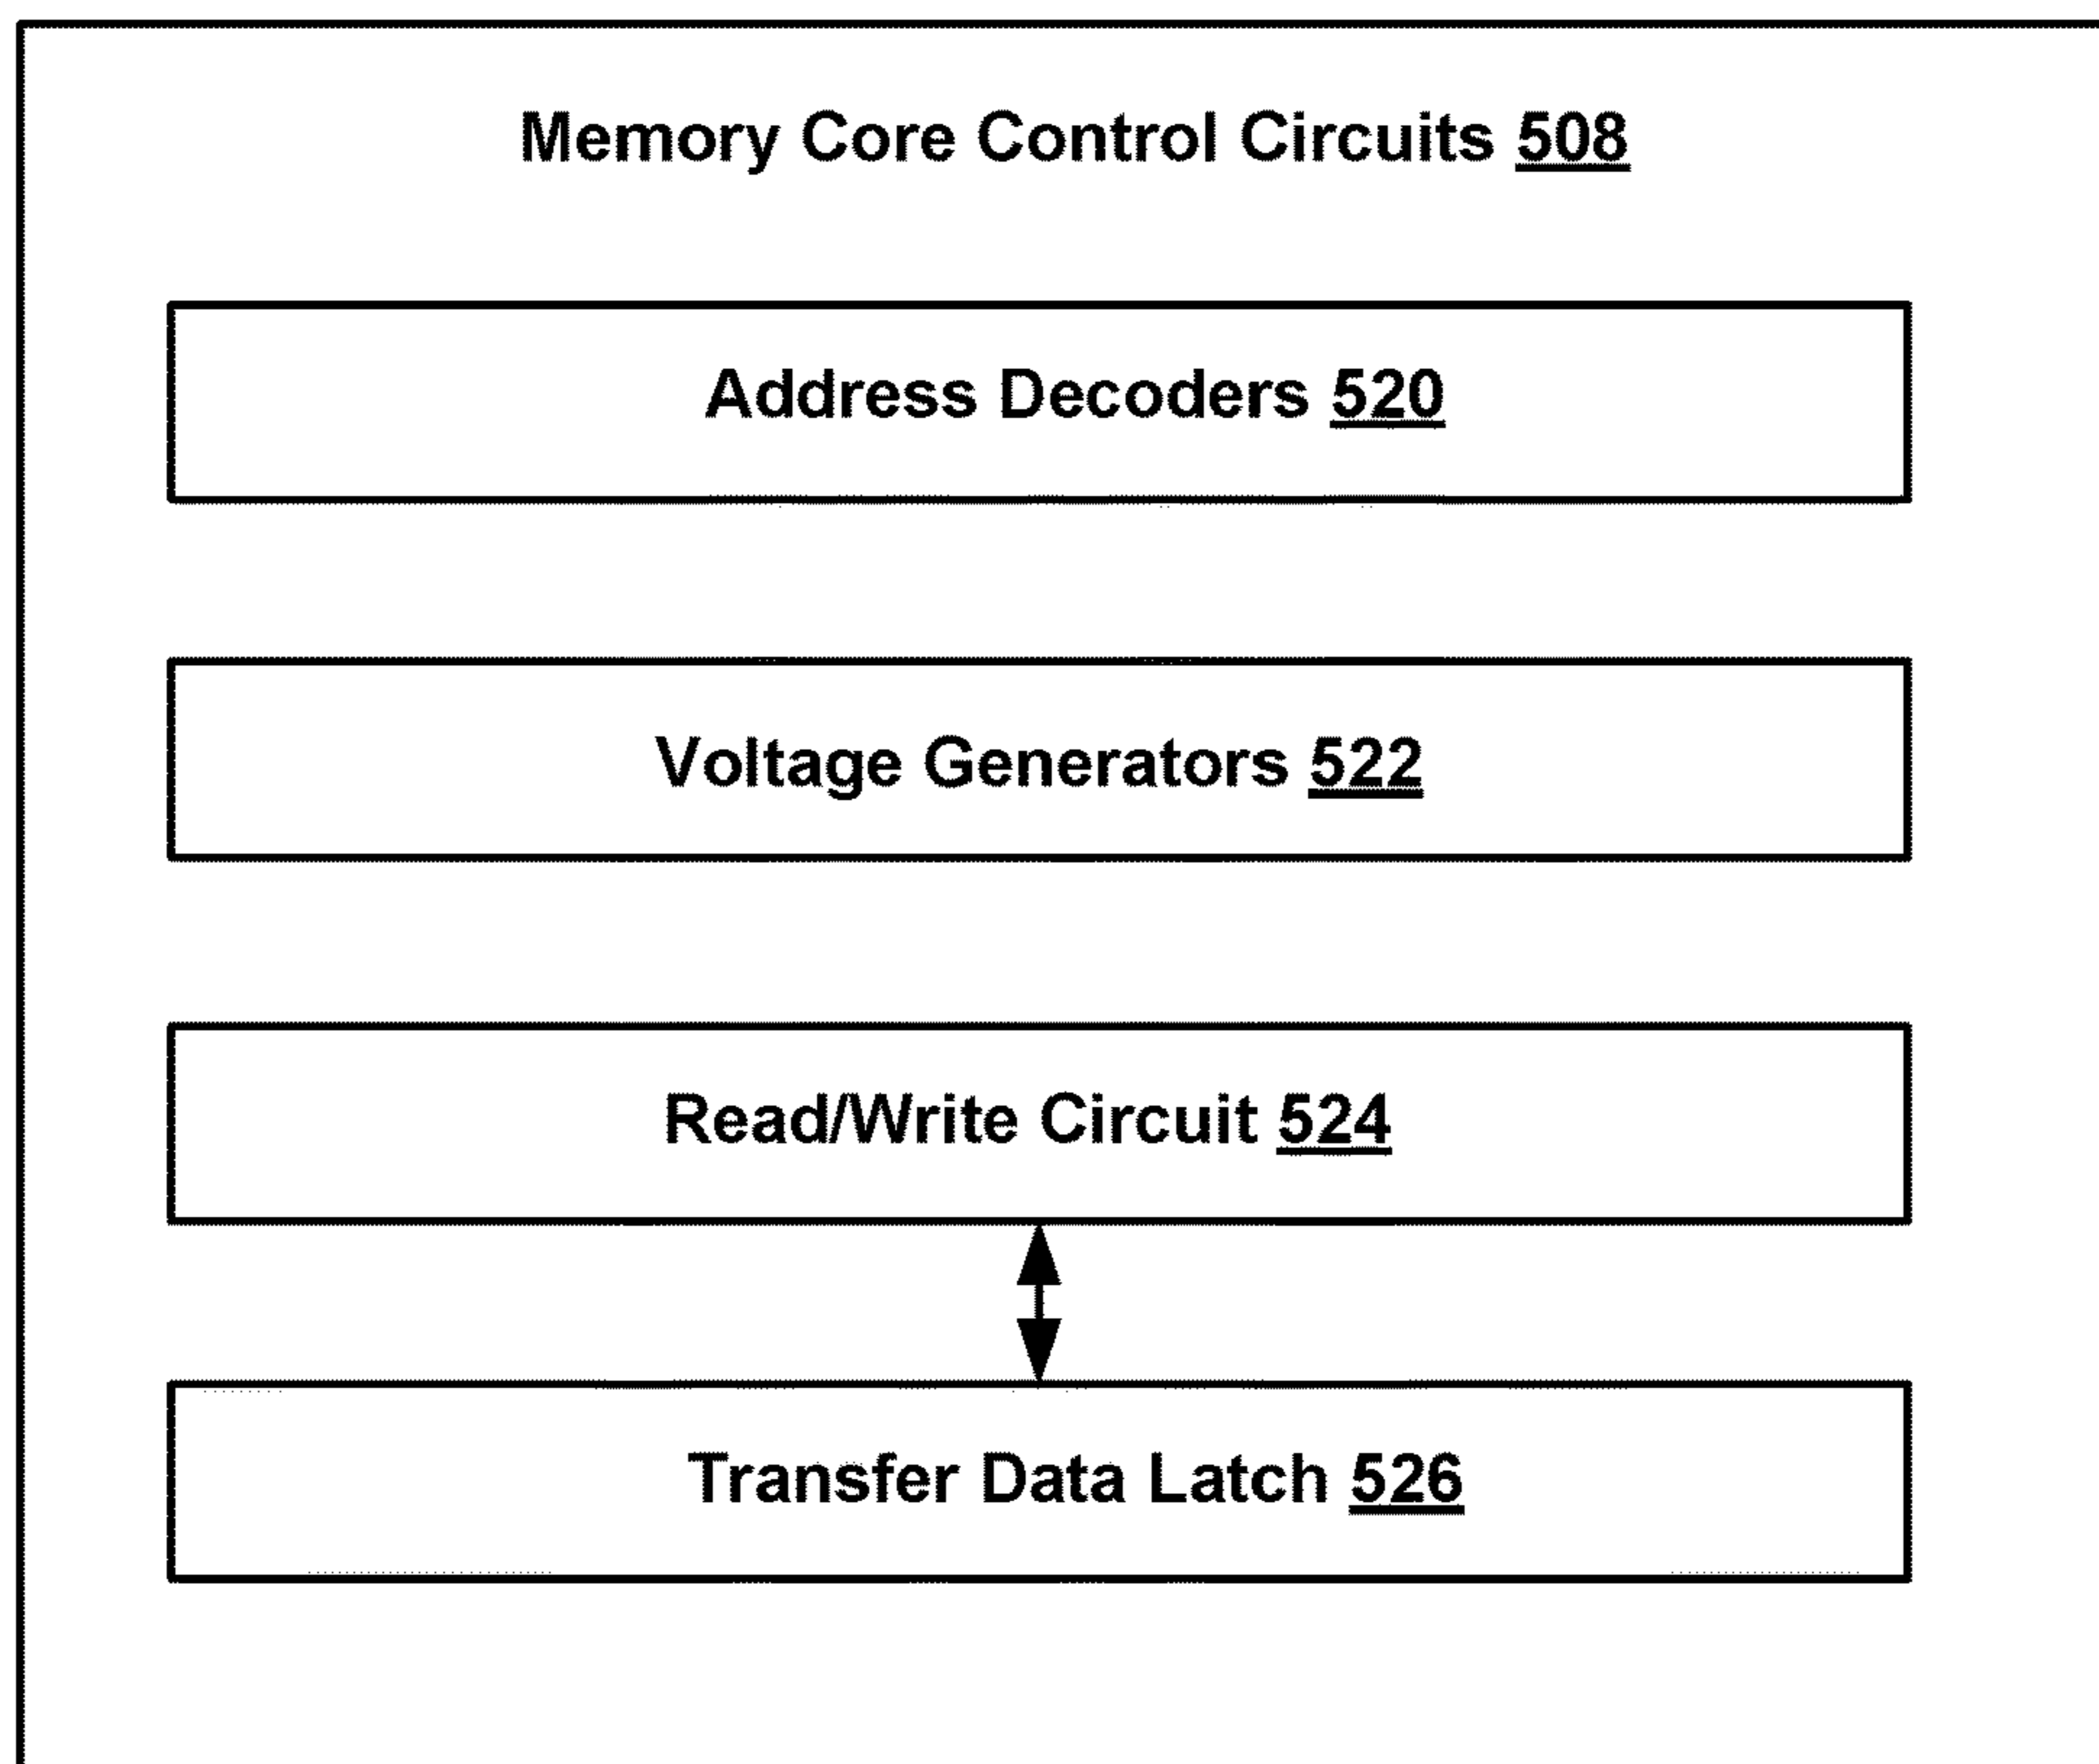 Memory Core Control Circuits 508
Address Decoders 520
Voltage Generators 522
Read/Write Circuit 524
Transfer Data Latch 526